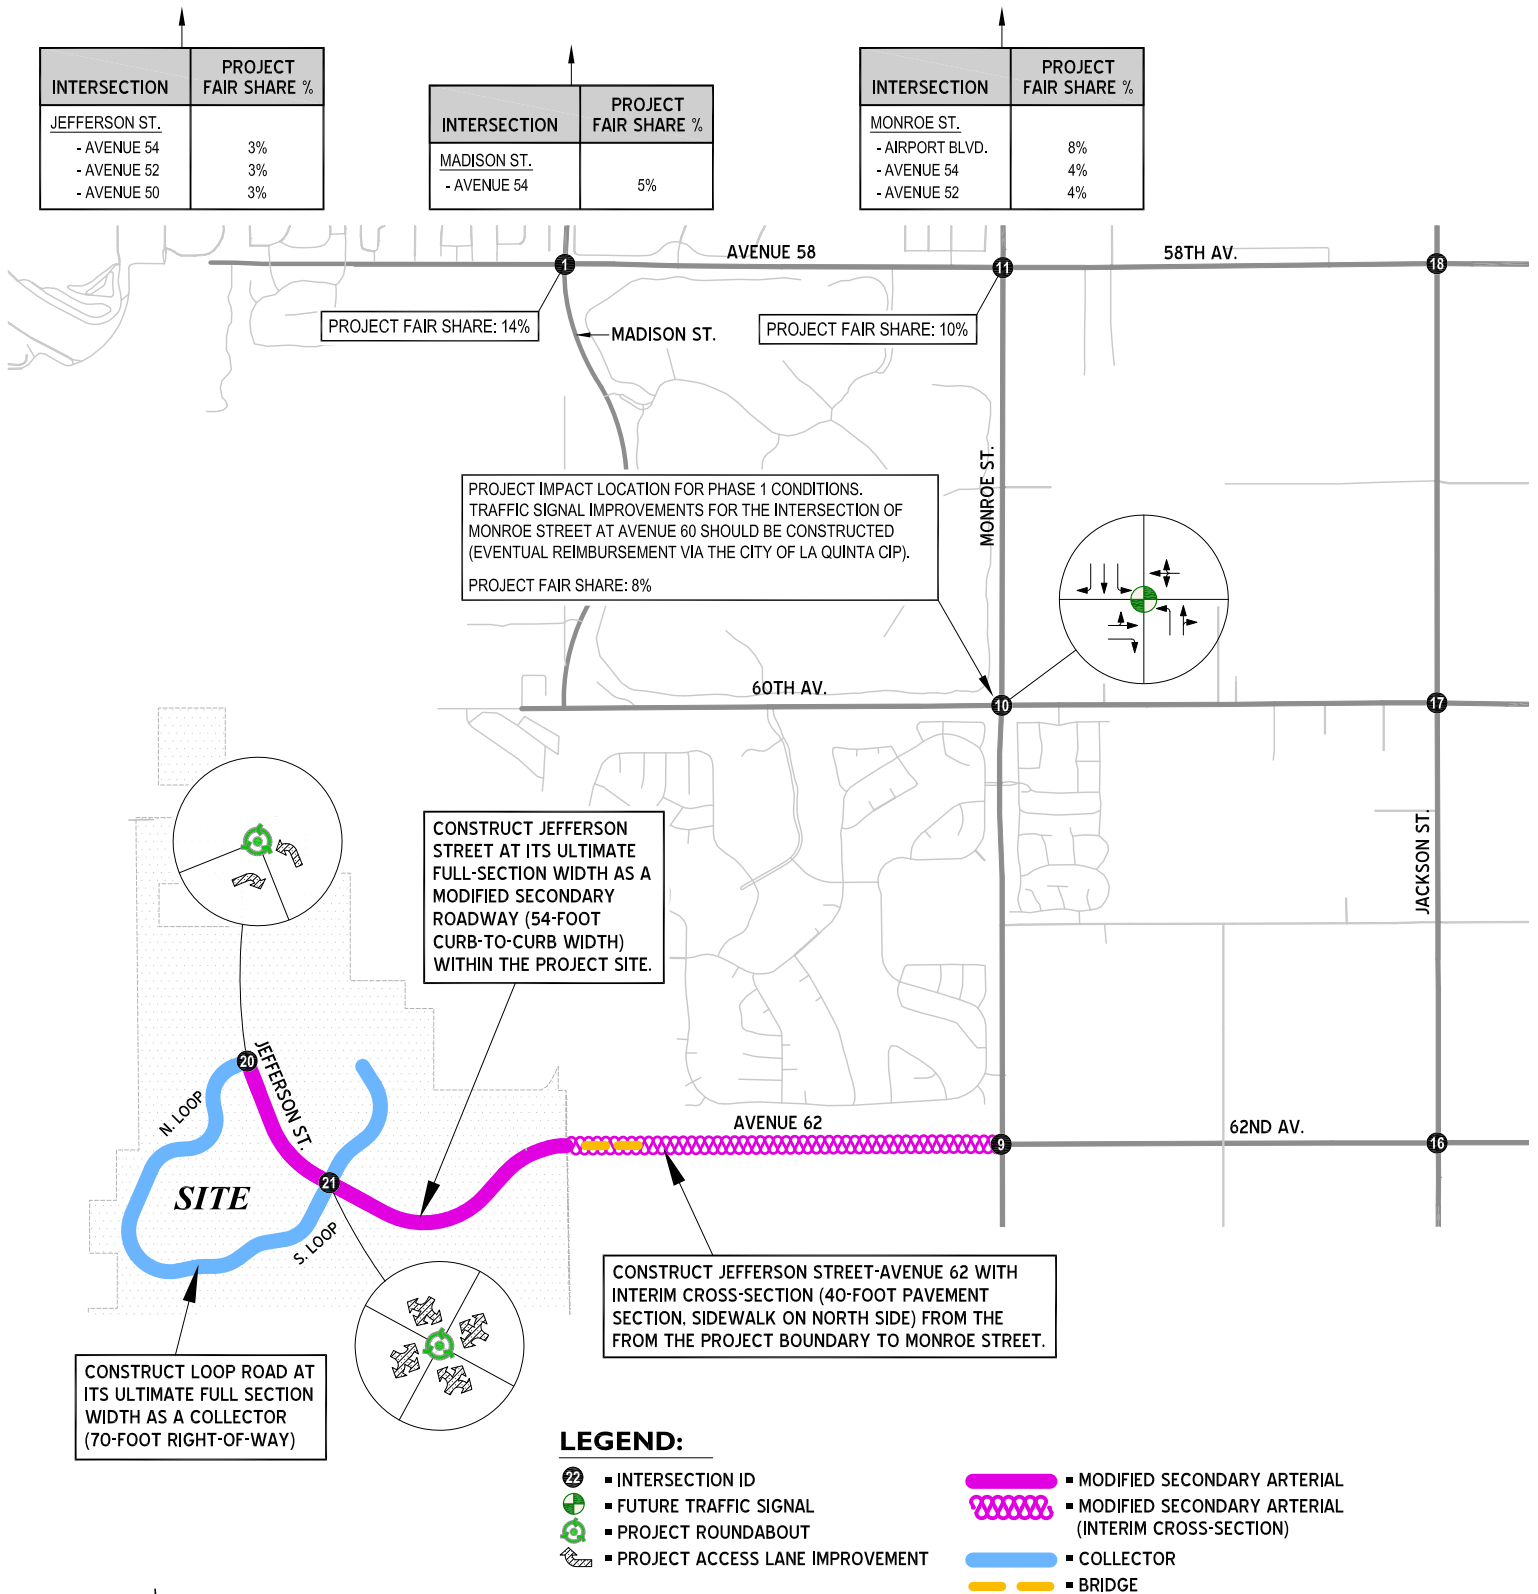 INTERSECTION
PROJECT
FAIR SHARE %
JEFFERSON ST.
- AVENUE 54 3%
- AVENUE 52 3%
- AVENUE 50 3%
INTERSECTION
PROJECT
FAIR SHARE %
MADISON ST.
- AVENUE 54 5%
INTERSECTION
PROJECT
FAIR SHARE %
MONROE ST.
- AIRPORT BLVD. 8%
- AVENUE 54 4%
- AVENUE 52 4%
AVENUE 58
58TH AV.
1
11
18
PROJECT FAIR SHARE: 14%
MADISON ST.
PROJECT FAIR SHARE: 10%
MONROE ST.
PROJECT IMPACT LOCATION FOR PHASE 1 CONDITIONS.
TRAFFIC SIGNAL IMPROVEMENTS FOR THE INTERSECTION OF
MONROE STREET AT AVENUE 60 SHOULD BE CONSTRUCTED
(EVENTUAL REIMBURSEMENT VIA THE CITY OF LA QUINTA CIP).
PROJECT FAIR SHARE: 8%
60TH AV.
10
17
CONSTRUCT JEFFERSON
STREET AT ITS ULTIMATE
FULL-SECTION WIDTH AS A
MODIFIED SECONDARY
ROADWAY (54-FOOT
CURB-TO-CURB WIDTH)
WITHIN THE PROJECT SITE.
JACKSON ST.
20
JEFFERSON ST.
N. LOOP
AVENUE 62
62ND AV.
9
16
21
SITE
S. LOOP
CONSTRUCT JEFFERSON STREET-AVENUE 62 WITH
INTERIM CROSS-SECTION (40-FOOT PAVEMENT
SECTION, SIDEWALK ON NORTH SIDE) FROM THE
FROM THE PROJECT BOUNDARY TO MONROE STREET.
CONSTRUCT LOOP ROAD AT
ITS ULTIMATE FULL SECTION
WIDTH AS A COLLECTOR
(70-FOOT RIGHT-OF-WAY)
LEGEND:
22 = INTERSECTION ID
= FUTURE TRAFFIC SIGNAL
= PROJECT ROUNDABOUT
= PROJECT ACCESS LANE IMPROVEMENT
= MODIFIED SECONDARY ARTERIAL
= MODIFIED SECONDARY ARTERIAL
(INTERIM CROSS-SECTION)
= COLLECTOR
= BRIDGE